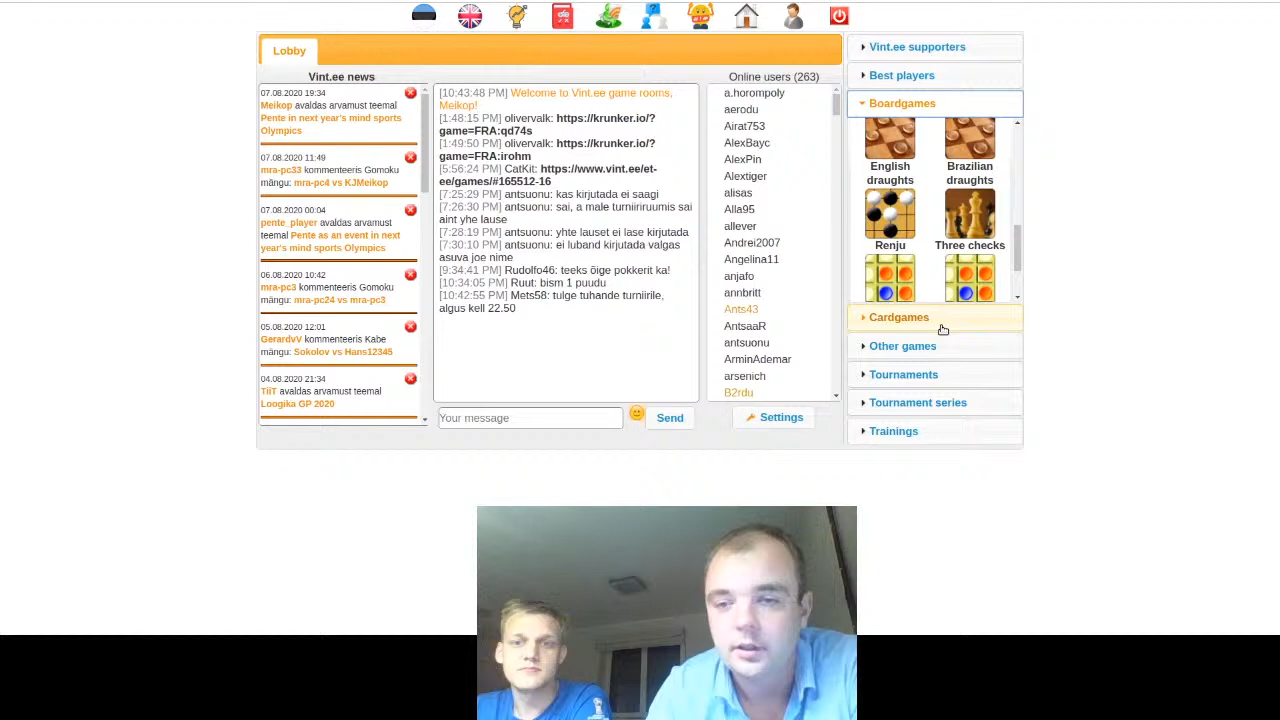 Lobby
Vint.ee news
07.08.2020 19:34
Meikop avaldas arvamust teemal
Pente in next year's mind sports
Olympics
07.08.2020 11:49
mra-pc33 kommenteeris Gomoku
mängu: mra-pc4 vs KJMeikop
07.08.2020 00:04
pente_player avaldas arvamust
teemal Pente as an event in next
year's mind sports Olympics
06.08.2020 10:42
mra-pc3 kommenteeris Gomoku
mängu: mra-pc24 vs mra-pc3
05.08.2020 12:01
GerardvV kommenteeris Kabe
mängu: Sokolov vs Hans12345
04.08.2020 21:34
TiiT avaldas arvamust teemal
Loogika GP 2020
[10:43:48 PM] Welcome to Vint.ee game rooms,
Meikop!
[1:48:15 PM] olivervalk: https://krunker.io/?
game=FRA:qd74s
[1:49:50 PM] olivervalk: https://krunker.io/?
game=FRA:irohm
[5:56:24 PM] CatKit: https://www.vint.ee/et-
ee/games/#165512-16
[7:25:29 PM] antsuonu: kas kirjutada ei saagi
[7:26:30 PM] antsuonu: sai, a male turniiriruumis sai
aint yhe lause
[7:28:19 PM] antsuonu: yhte lauset ei lase kirjutada
[7:30:10 PM] antsuonu: ei luband kirjutada valgas
asuva joe nime
[9:34:41 PM] Rudolfo46: teeks õige pokkerit ka!
[10:34:05 PM] Ruut: bism 1 puudu
[10:42:55 PM] Mets58: tulge tuhande turniirile,
algus kell 22.50
Your message
Send
Online users (263)
a.horompoly
aerodu
Airat753
AlexBayc
AlexPin
Alextiger
alisas
Alla95
allever
Andrei2007
Angelina11
anjafo
annbritt
Ants43
AntsaaR
antsuonu
ArminAdemar
arsenich
B2rdu
Settings
Vint.ee supporters
Best players
Boardgames
English
draughts
Brazilian
draughts
Renju
Three checks
Cardgames
Other games
Tournaments
Tournament series
Trainings